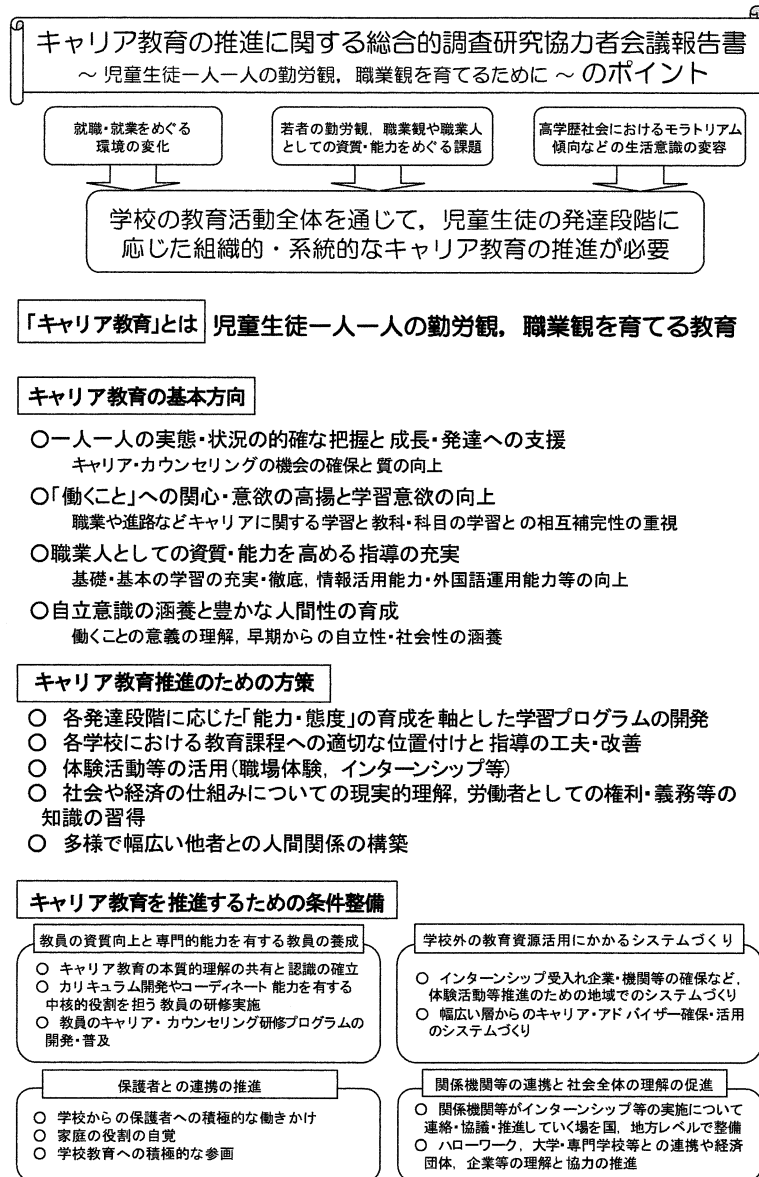 キャリア教育の推進に関する総合的調査研究協力者会議報告書
～ 児童生徒一人一人の勤労観，職業観を育てるために ～ のポイント
就職・就業をめぐる
環境の変化
若者の勤労観，職業観や職業人
としての資質・能力をめぐる課題
高学歴社会におけるモラトリアム
傾向などの生活意識の変容
学校の教育活動全体を通じて，児童生徒の発達段階に
応じた組織的・系統的なキャリア教育の推進が必要
「キャリア教育」とは 児童生徒一人一人の勤労観，職業観を育てる教育
キャリア教育の基本方向
○一人一人の実態・状況の的確な把握と成長・発達への支援
キャリア・カウンセリングの機会の確保と質の向上
○「働くこと」への関心・意欲の高揚と学習意欲の向上
職業や進路などキャリアに関する学習と教科・科目の学習との相互補完性の重視
○職業人としての資質・能力を高める指導の充実
基礎・基本の学習の充実・徹底，情報活用能力・外国語運用能力等の向上
○自立意識の涵養と豊かな人間性の育成
働くことの意義の理解，早期からの自立性・社会性の涵養
キャリア教育推進のための方策
○ 各発達段階に応じた「能力・態度」の育成を軸とした学習プログラムの開発
○ 各学校における教育課程への適切な位置付けと指導の工夫・改善
○ 体験活動等の活用（職場体験，インターンシップ等）
○ 社会や経済の仕組みについての現実的理解，労働者としての権利・義務等の
知識の習得
○ 多様で幅広い他者との人間関係の構築
キャリア教育を推進するための条件整備
教員の資質向上と専門的能力を有する教員の養成
○ キャリア教育の本質的理解の共有と認識の確立
○ カリキュラム開発やコーディネート能力を有する
中核的役割を担う教員の研修実施
○ 教員のキャリア・カウンセリング研修プログラムの
開発・普及
学校外の教育資源活用にかかるシステムづくり
○ インターンシップ受入れ企業・機関等の確保など，
体験活動等推進のための地域でのシステムづくり
○ 幅広い層からのキャリア・アドバイザー確保・活用
のシステムづくり
保護者との連携の推進
○ 学校からの保護者への積極的な働きかけ
○ 家庭の役割の自覚
○ 学校教育への積極的な参画
関係機関等の連携と社会全体の理解の促進
○ 関係機関等がインターンシップ等の実施について
連絡・協議・推進していく場を国，地方レベルで整備
○ ハローワーク，大学・専門学校等との連携や経済
団体，企業等の理解と協力の推進